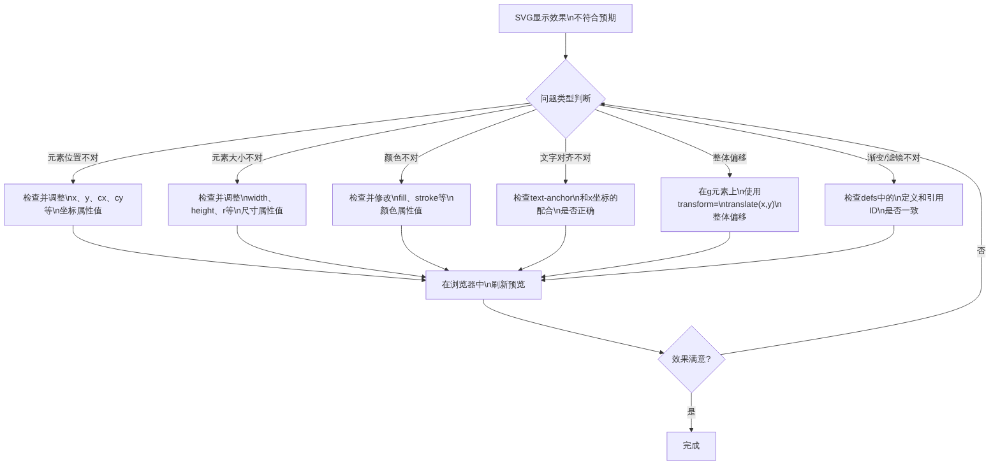 SVG显示效果\n不符合预期
问题类型判断
元素位置不对
元素大小不对
颜色不对
文字对齐不对
整体偏移
渐变/滤镜不对
检查并调整\nx、y、cx、cy
等\n坐标属性值
检查并调整\nwidth、
height、r等\n尺寸属性值
检查并修改\nfill、stroke等\n
颜色属性值
检查text-anchor\n和x坐标的
配合\n是否正确
在g元素上\n使用
transform=\ntranslate(x,y)\n
整体偏移
检查defs中的\n定义和引用
ID\n是否一致
否
在浏览器中\n刷新预览
效果满意?
是
完成